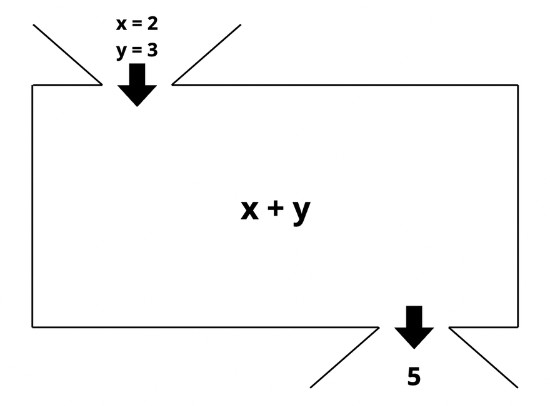 x = 2
y = 3
x + y
5